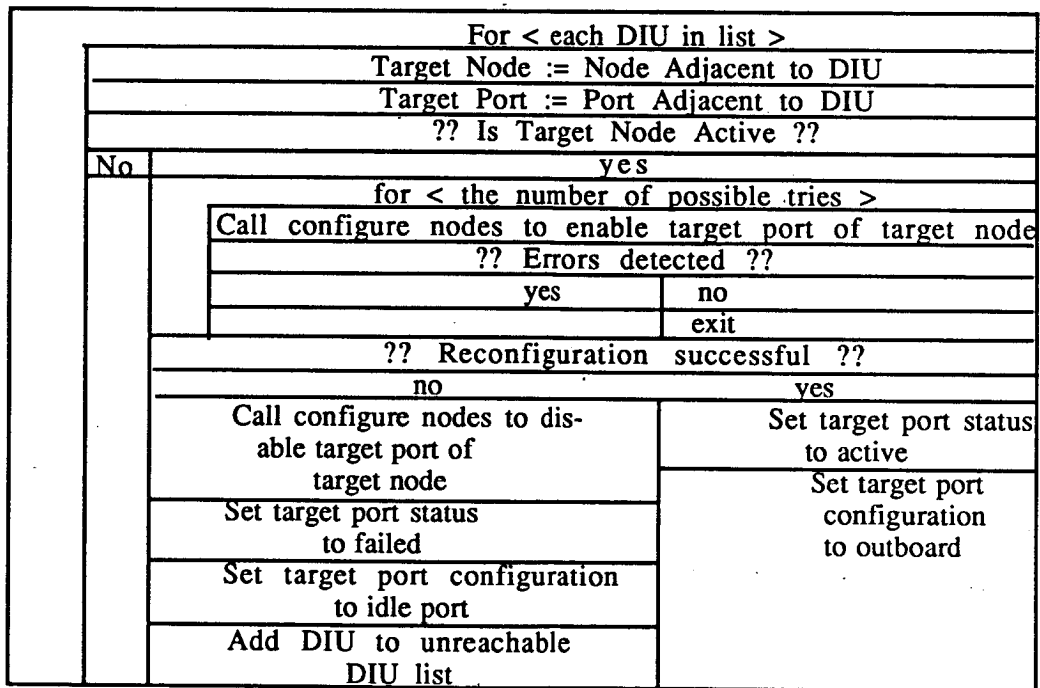 For < each DIU in list >
Target Node := Node Adjacent to DIU
Target Port := Port Adjacent to DIU
?? Is Target Node Active ??
No yes
for < the number of possible tries >
Call configure nodes to enable target port of target node
?? Errors detected ??
yes no
exit
?? Reconfiguration successful ??
no yes
Call configure nodes to dis-
able target port of
target node
Set target port status
to failed
Set target port configuration
to idle port
Add DIU to unreachable
DIU list
Set target port status
to active
Set target port
configuration
to outboard